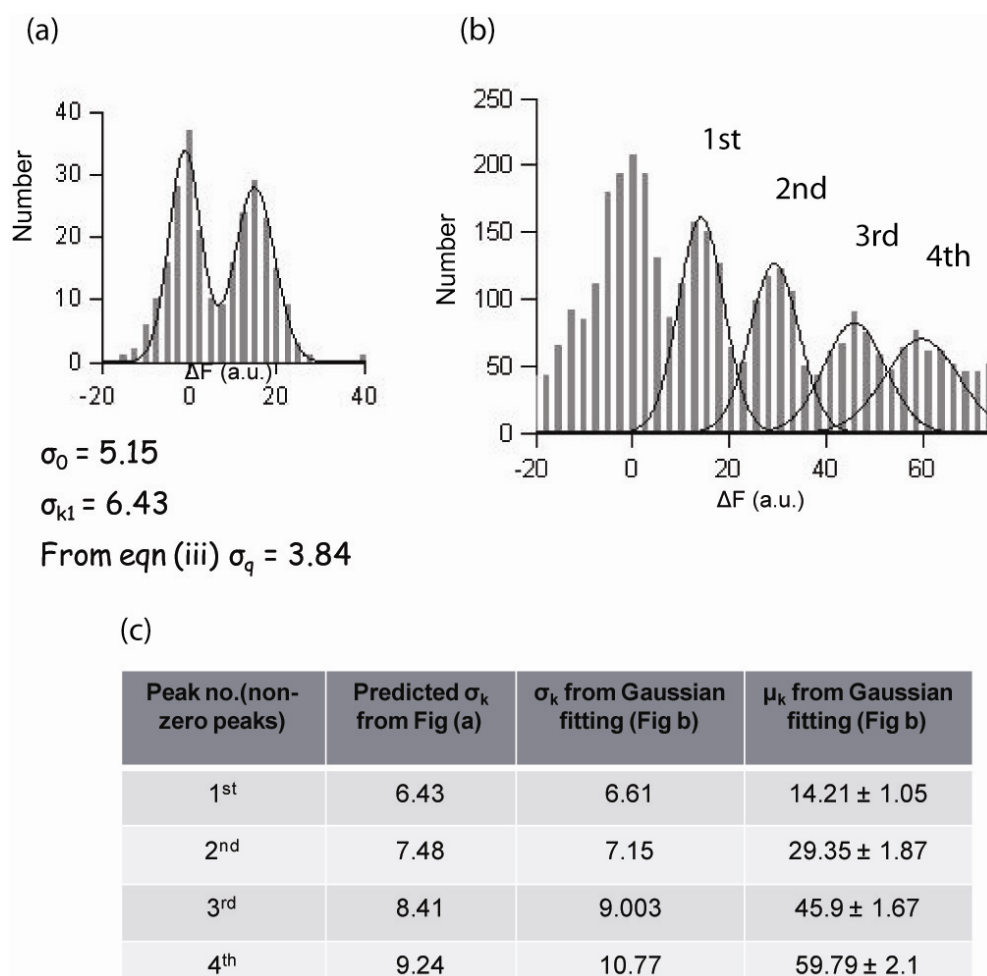 (a)
(b)
40
30
20
10
0
Number
-20
0
20
40
ΔF (a.u.)
250
200
150
100
50
0
Number
1st
2nd
3rd
4th
-20
0
20
40
60
ΔF (a.u.)
σ0 = 5.15
σk1 = 6.43
From eqn (iii) σq = 3.84
(c)
Peak no.(non-zero peaks)
Predicted σk from Fig (a)
σk from Gaussian fitting (Fig b)
μk from Gaussian fitting (Fig b)
1st 6.43 6.61 14.21 ± 1.05
2nd 7.48 7.15 29.35 ± 1.87
3rd 8.41 9.003 45.9 ± 1.67
4th 9.24 10.77 59.79 ± 2.1